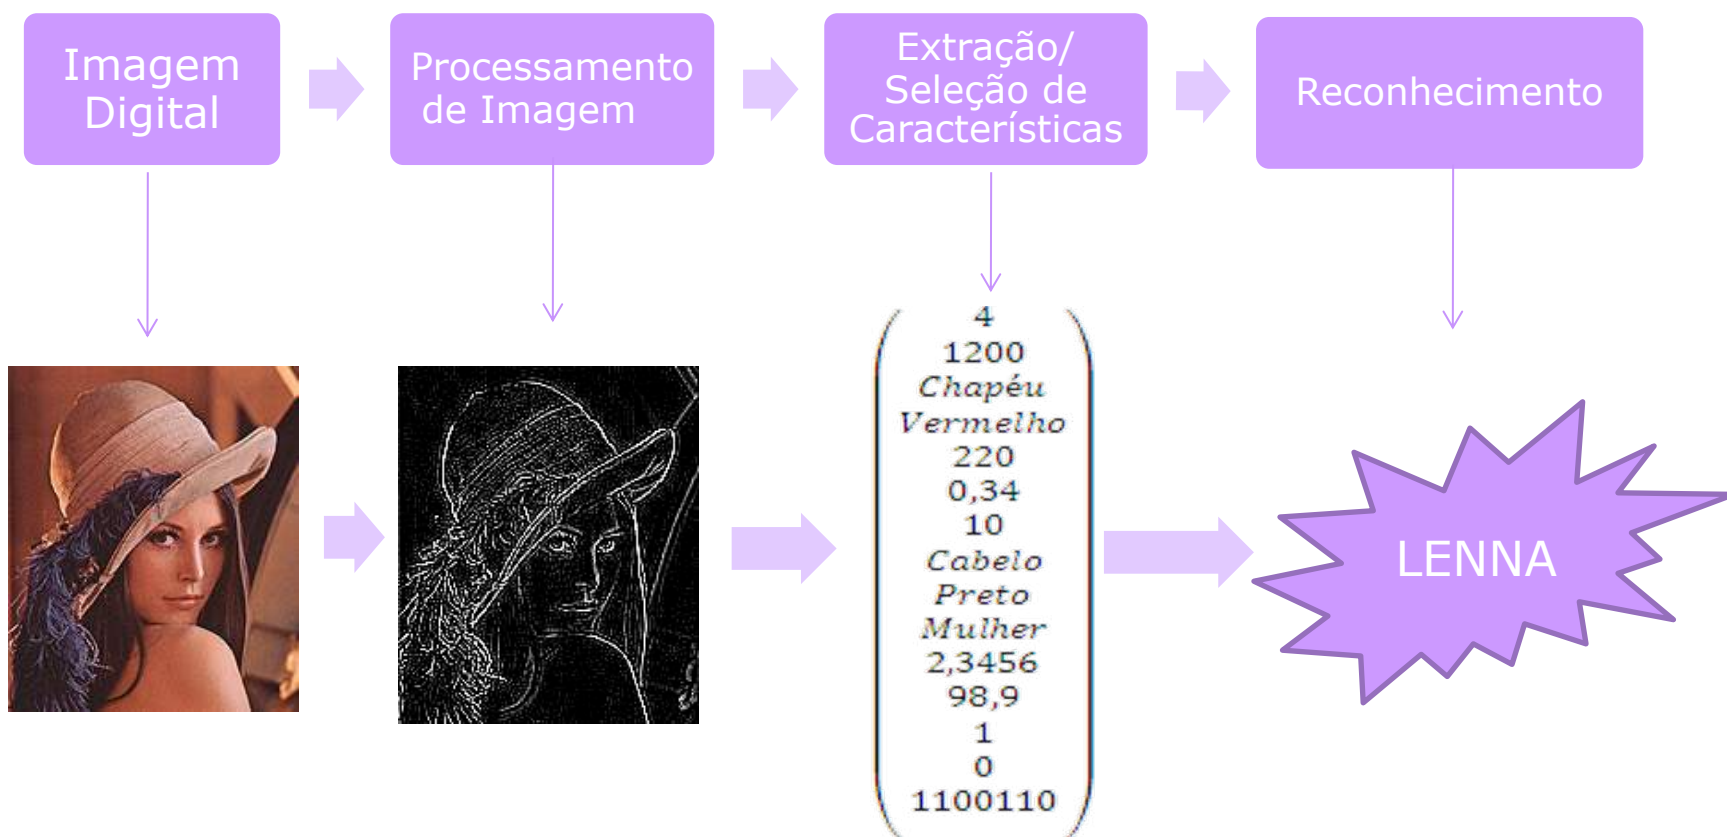 Imagem
Digital
Processamento
de Imagem
Extração/
Seleção de
Características
Reconhecimento
4
1200
Chapéu
Vermelho
220
0,34
10
Cabelo
Preto
Mulher
2,3456
98,9
1
0
1100110
LENNA